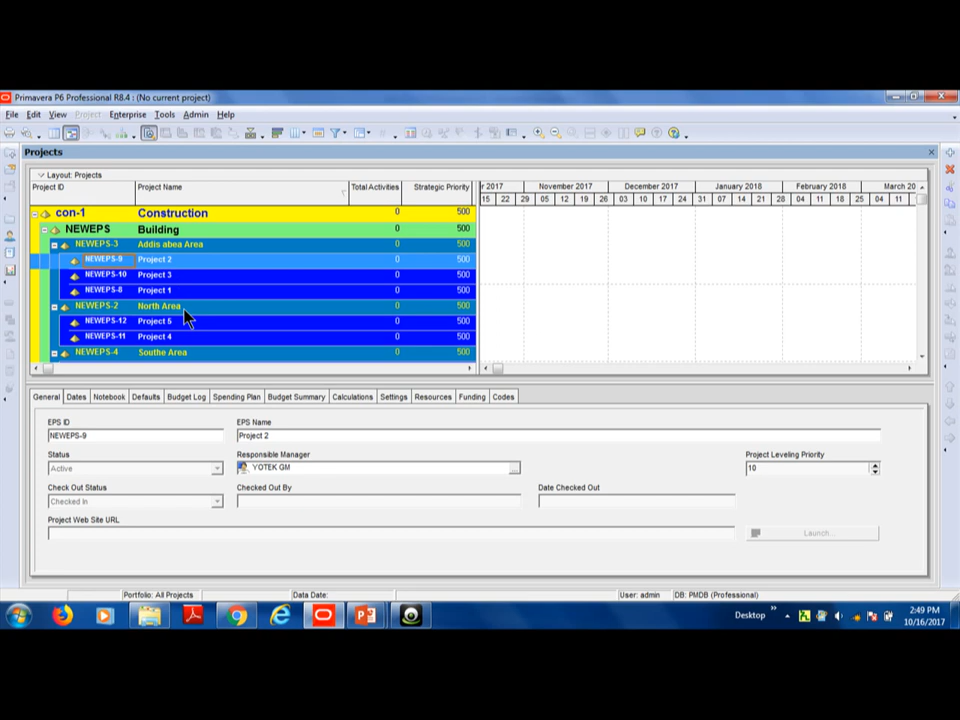 Primavera P6 Professional R8.4 : (No current project)
File Edit View Project Enterprise Tools Admin Help
Projects
Layout: Projects
Project ID Project Name Total Activities Strategic Priority
r 2017 November 2017 December 2017 January 2018 February 2018 March 20
15 22 29 05 12 19 26 03 10 17 24 31 07 14 21 28 04 11 18 25 04 11
con-1 Construction 0 500
NEWEPS Building 0 500
NEWEPS-3 Addis abea Area 0 500
NEWEPS-9 Project 2 0 500
NEWEPS-10 Project 3 0 500
NEWEPS-8 Project 1 0 500
NEWEPS-2 North Area 0 500
NEWEPS-12 Project 5 0 500
NEWEPS-11 Project 4 0 500
NEWEPS-4 Southe Area 0 500
General Dates Notebook Defaults Budget Log Spending Plan Budget Summary Calculations Settings Resources Funding Codes
EPS ID EPS Name
NEWEPS-9 Project 2
Status Responsible Manager Project Leveling Priority
Active YOTEK GM ... 10
Check Out Status Checked Out By Date Checked Out
Checked In
Project Web Site URL
Launch...
Portfolio: All Projects Data Date: User: admin DB: PMDB (Professional)
Desktop 2:49 PM
10/16/2017